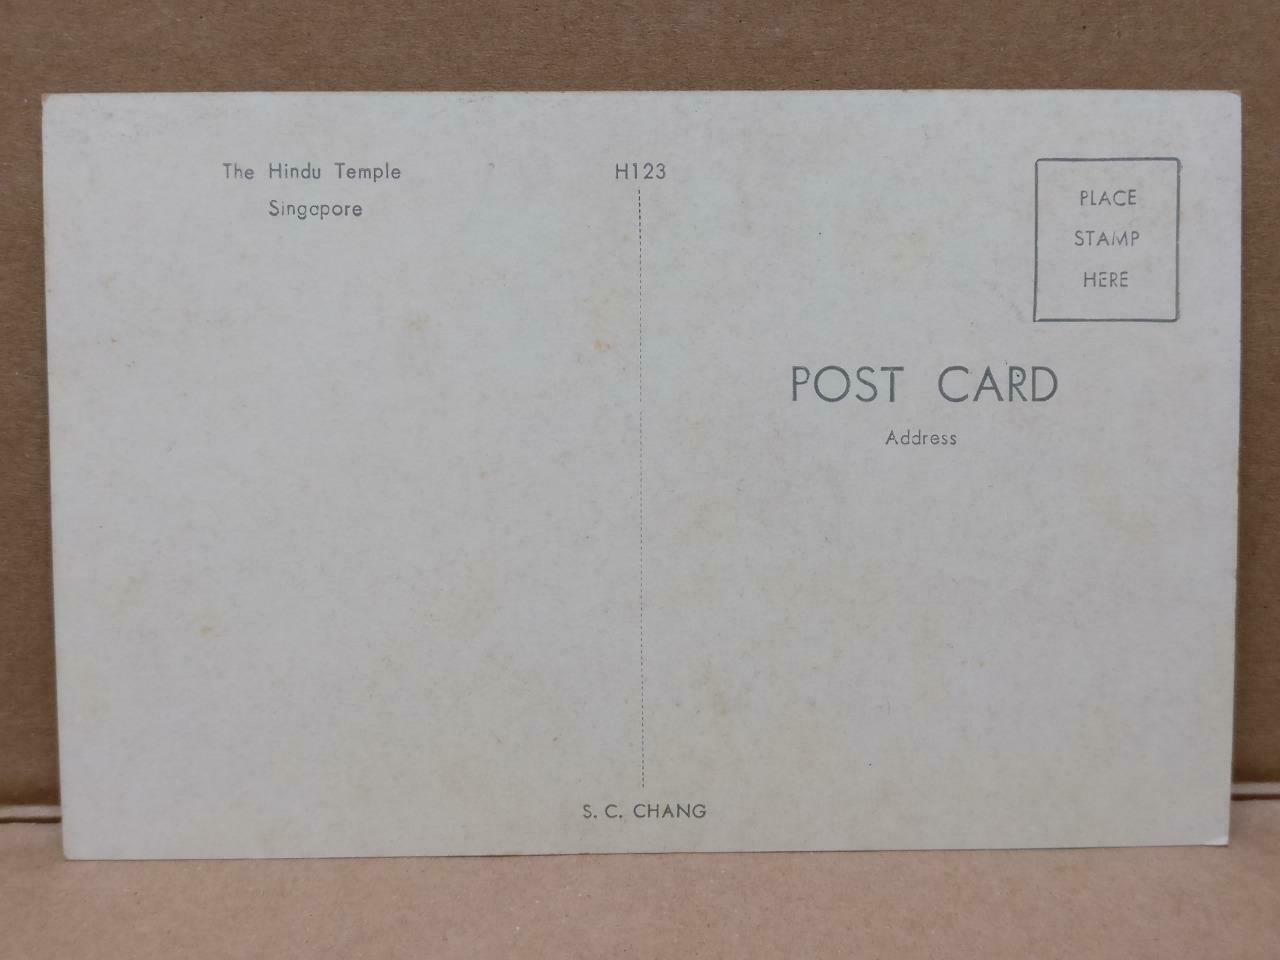 The Hindu Temple
Singapore
H123
PLACE
STAMP
HERE
POST CARD
Address
S. C. CHANG